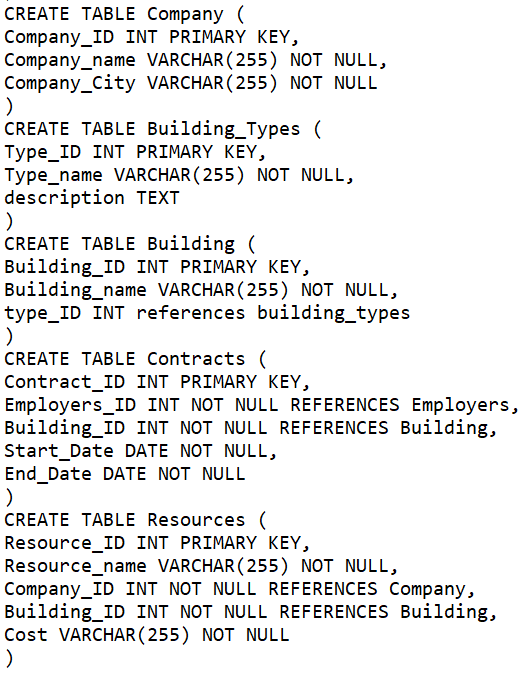 CREATE TABLE Company (
Company_ID INT PRIMARY KEY,
Company_name VARCHAR(255) NOT NULL,
Company_City VARCHAR(255) NOT NULL
)
CREATE TABLE Building_Types (
Type_ID INT PRIMARY KEY,
Type_name VARCHAR(255) NOT NULL,
description TEXT
)
CREATE TABLE Building (
Building_ID INT PRIMARY KEY,
Building_name VARCHAR(255) NOT NULL,
type_ID INT references building_types
)
CREATE TABLE Contracts (
Contract_ID INT PRIMARY KEY,
Employers_ID INT NOT NULL REFERENCES Employers,
Building_ID INT NOT NULL REFERENCES Building,
Start_Date DATE NOT NULL,
End_Date DATE NOT NULL
)
CREATE TABLE Resources (
Resource_ID INT PRIMARY KEY,
Resource_name VARCHAR(255) NOT NULL,
Company_ID INT NOT NULL REFERENCES Company,
Building_ID INT NOT NULL REFERENCES Building,
Cost VARCHAR(255) NOT NULL
)